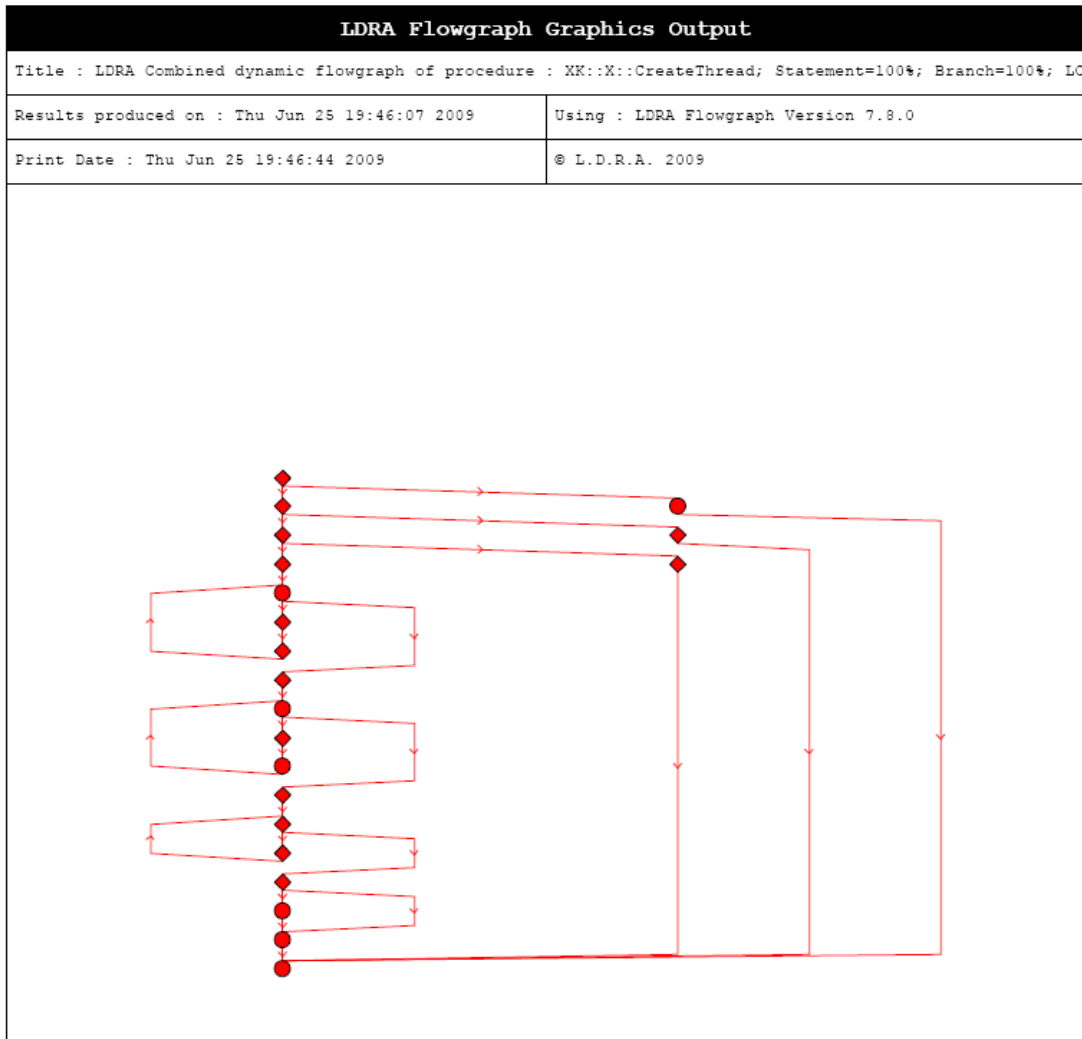 LDRA Flowgraph Graphics Output
Title : LDRA Combined dynamic flowgraph of procedure : XK::X::CreateThread; Statement=100%; Branch=100%; LC
Results produced on : Thu Jun 25 19:46:07 2009
Using : LDRA Flowgraph Version 7.8.0
Print Date : Thu Jun 25 19:46:44 2009
© L.D.R.A. 2009